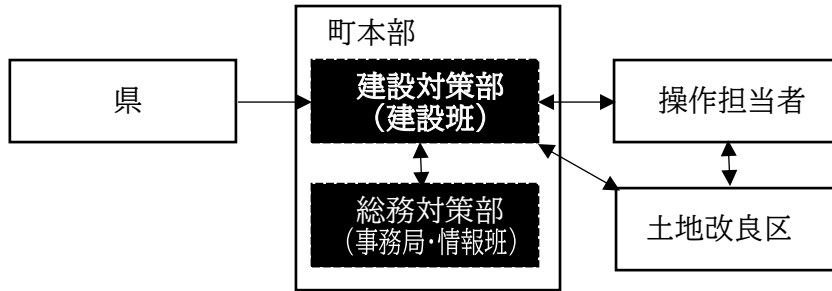 町本部
県
建設対策部
(建設班)
操作担当者
総務対策部
(事務局・情報班)
土地改良区